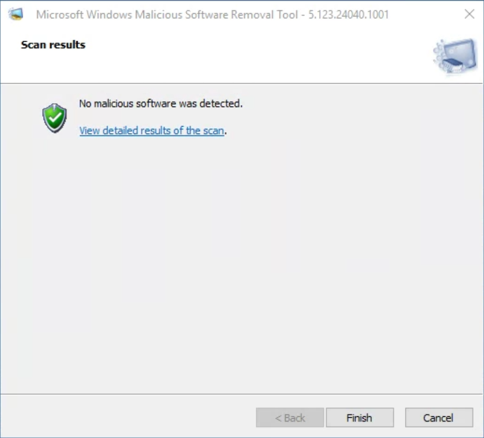 Microsoft Windows Malicious Software Removal Tool - 5.123.24040.1001
Scan results
No malicious software was detected.
View detailed results of the scan.
< Back Finish Cancel